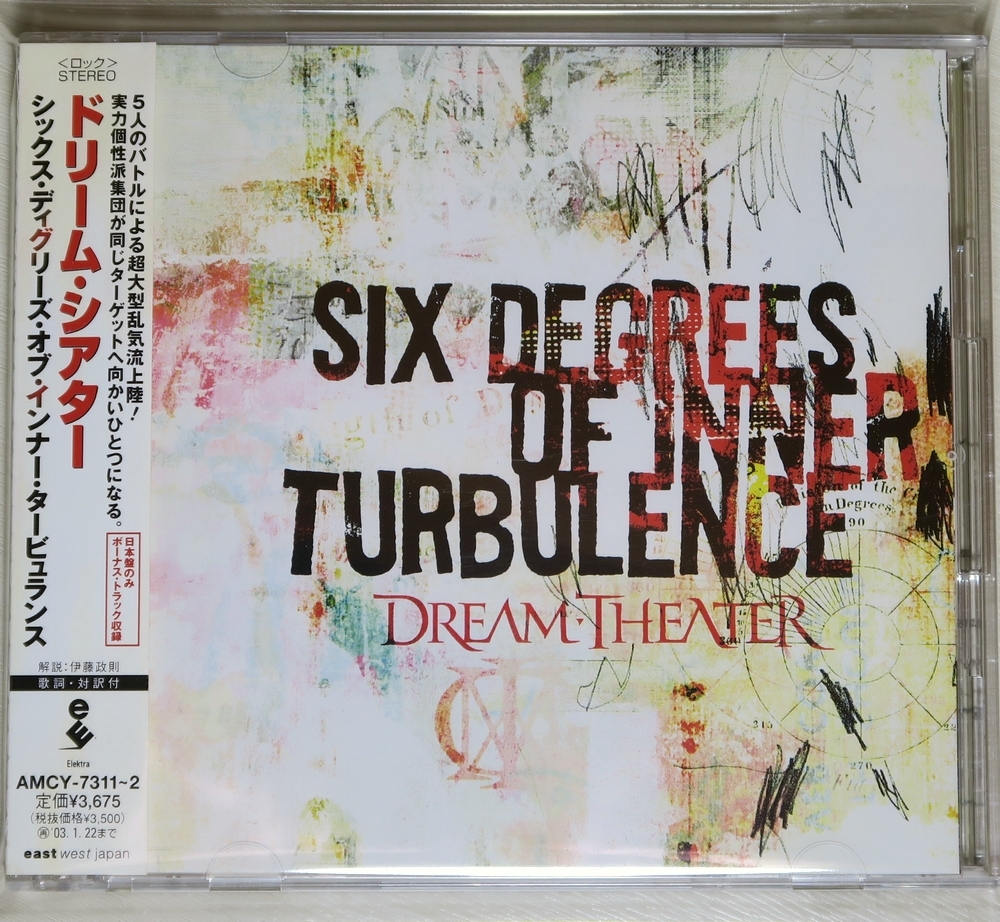 <ロック>
STEREO
5人のバトルによる超大型乱気流上陸!
実力個性派集団が同じターゲットへ向かいひとつになる。
ドリーム・シアター
シックス・ディグリーズ・オブ・インナー・タービュランス
日本盤のみ
ボーナス・トラック収録
解説:伊藤政則
歌詞・対訳付
Elektra
AMCY-7311~2
定価¥3,675
(税抜価格¥3,500)
再 '03.1.22まで
east west japan
SIX DEGREES
OF INNER
TURBULENCE
DREAM·THEATER
of the
Degrees
90
270